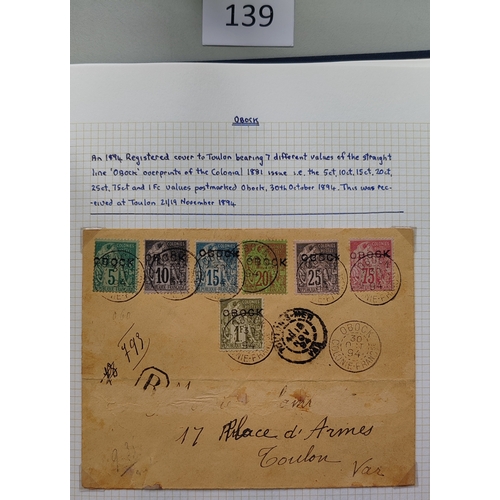 139
OBOCK
An 1894 Registered cover to Toulon bearing 7 different values of the straight
line 'OBOCK' overprints of the Colonial 1881 issue i.e. the 5ct, 10ct, 15ct, 20ct,
25ct, 75ct and 1Fc values postmarked Obock, 30th October 1894. This was rec-
eived at Toulon 21/19 November 1894.
OBOCK OBOCK OBOCK OBOCK OBOCK OBOCK
5 10 15 20 25 75
OBOCK
1F
OBOCK
30
94
793
R
17 Place d'Armes
Toulon
Var